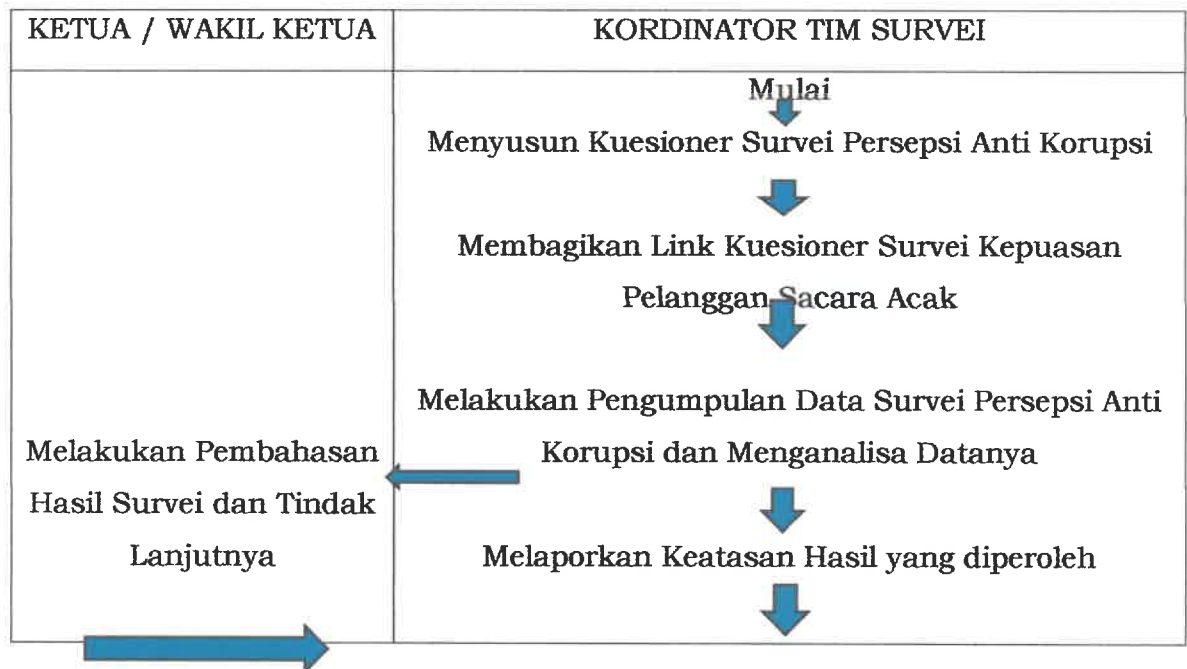 KETUA / WAKIL KETUA
KORDINATOR TIM SURVEI
Mulai
Menyusun Kuesioner Survei Persepsi Anti Korupsi
Membagikan Link Kuesioner Survei Kepuasan
Pelanggan Sacara Acak
Melakukan Pengumpulan Data Survei Persepsi Anti
Korupsi dan Menganalisa Datanya
Melakukan Pembahasan
Hasil Survei dan Tindak
Lanjutnya
Melaporkan Keatasan Hasil yang diperoleh